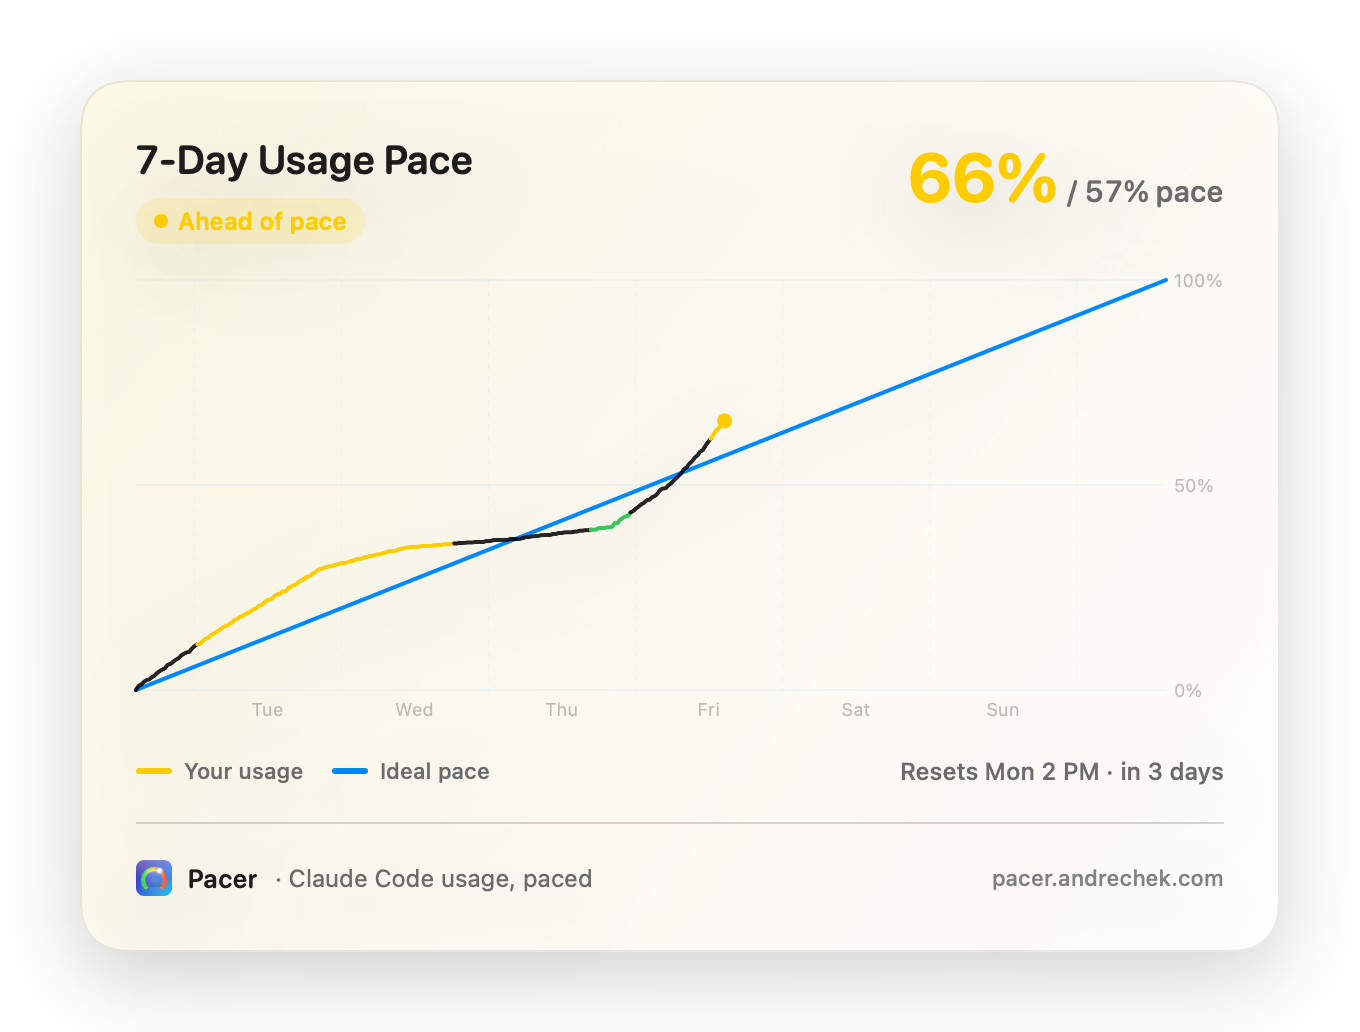 7-Day Usage Pace
Ahead of pace
66% / 57% pace
100%
50%
0%
Tue Wed Thu Fri Sat Sun
Your usage Ideal pace
Resets Mon 2 PM · in 3 days
Pacer · Claude Code usage, paced
pacer.andrechek.com